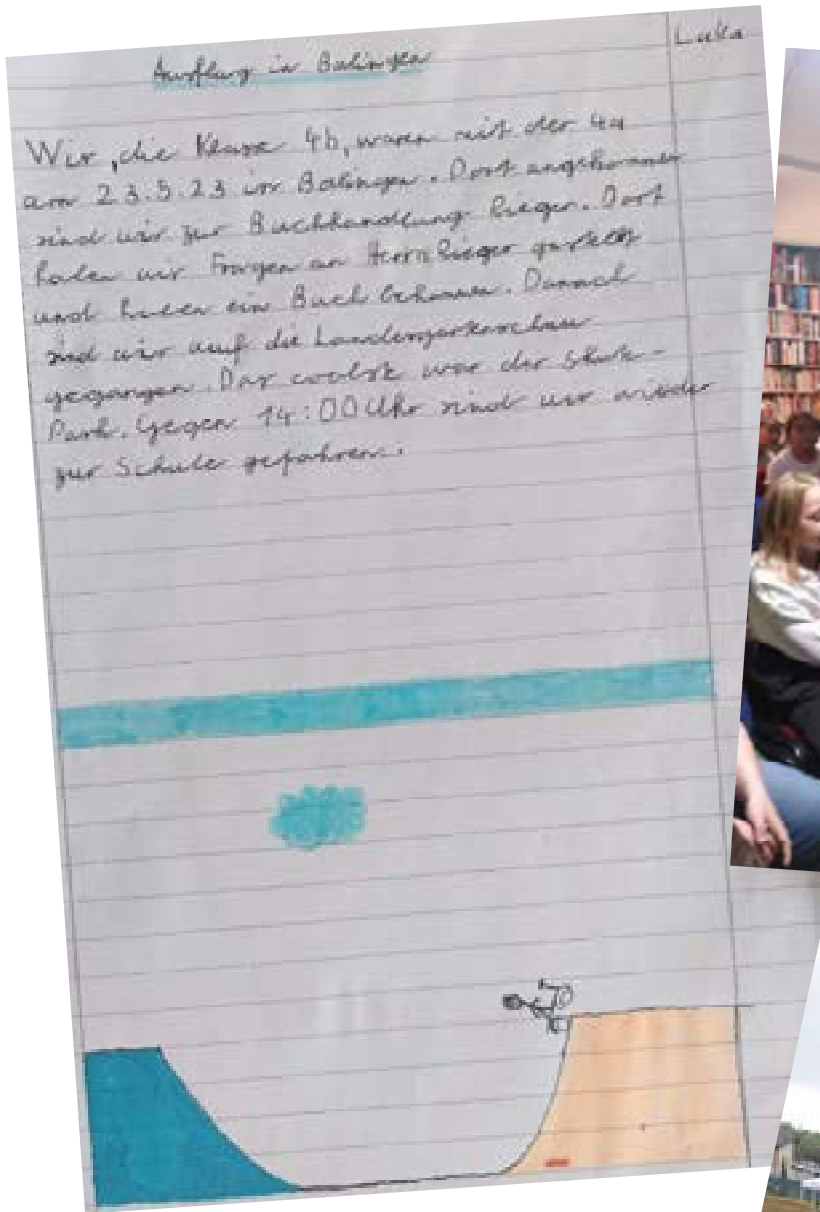 Luka
Ausflug in Balingen
Wir, die Klasse 4b, waren mit der 4a
am 23.5.23 in Balingen. Dort angekommen
sind wir zur Buchhandlung Rieger. Dort
haben wir Fragen an Herrn Rieger gestellt
und haben ein Buch bekommen. Danach
sind wir auf die Landesgartenschau
gegangen. Das coolste war der Skate-
Park. Gegen 14:00 Uhr sind wir wieder
zur Schule gefahren.